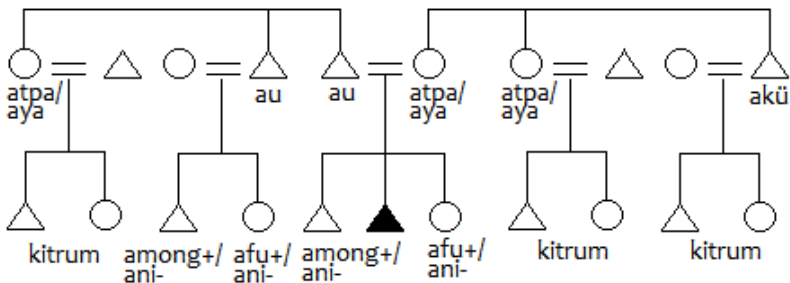 atpa/
aya
au
au
atpa/
aya
atpa/
aya
akü
kitrum
among+/
ani-
afu+/
ani-
among+/
ani-
afu+/
ani-
kitrum
kitrum